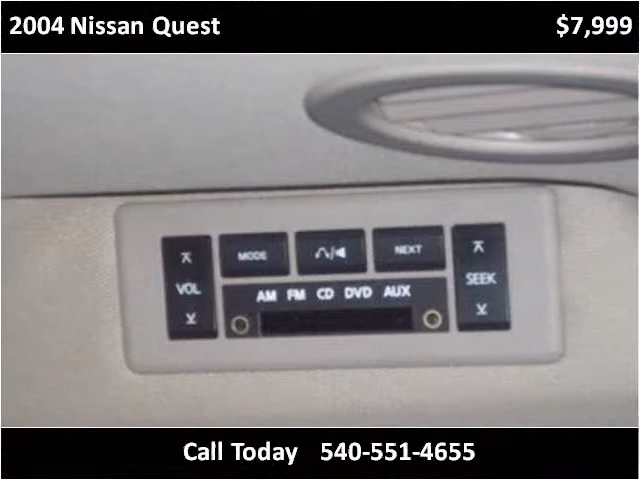 2004 Nissan Quest $7,999
MODE NEXT
VOL SEEK
AM FM CD DVD AUX
Call Today 540-551-4655